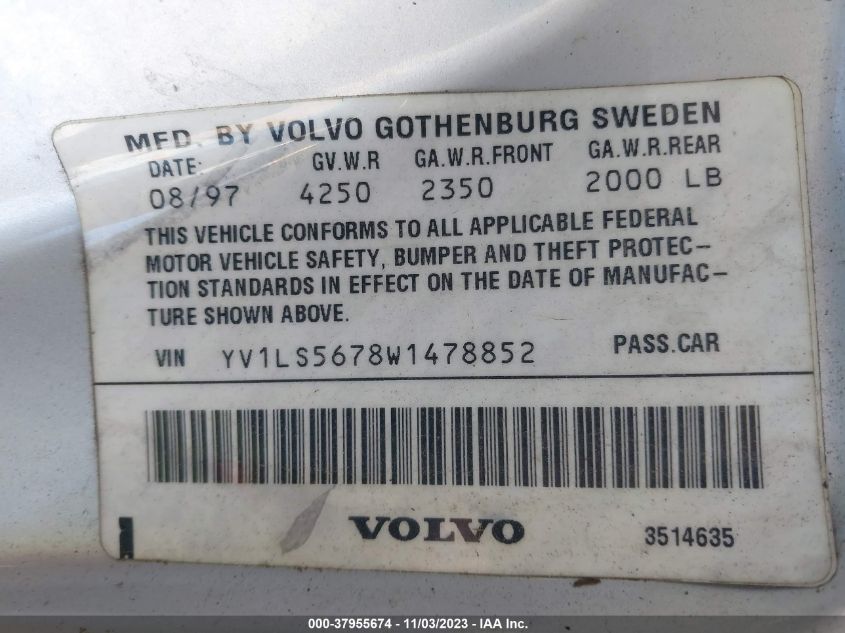 MFD. BY VOLVO GOTHENBURG SWEDEN
DATE: GV.W.R GA.W.R.FRONT GA.W.R.REAR
08/97 4250 2350 2000 LB
THIS VEHICLE CONFORMS TO ALL APPLICABLE FEDERAL
MOTOR VEHICLE SAFETY, BUMPER AND THEFT PROTEC-
TION STANDARDS IN EFFECT ON THE DATE OF MANUFAC-
TURE SHOWN ABOVE.
VIN YV1LS5678W1478852 PASS.CAR
VOLVO 3514635
000-37955674 - 11/03/2023 - IAA Inc.